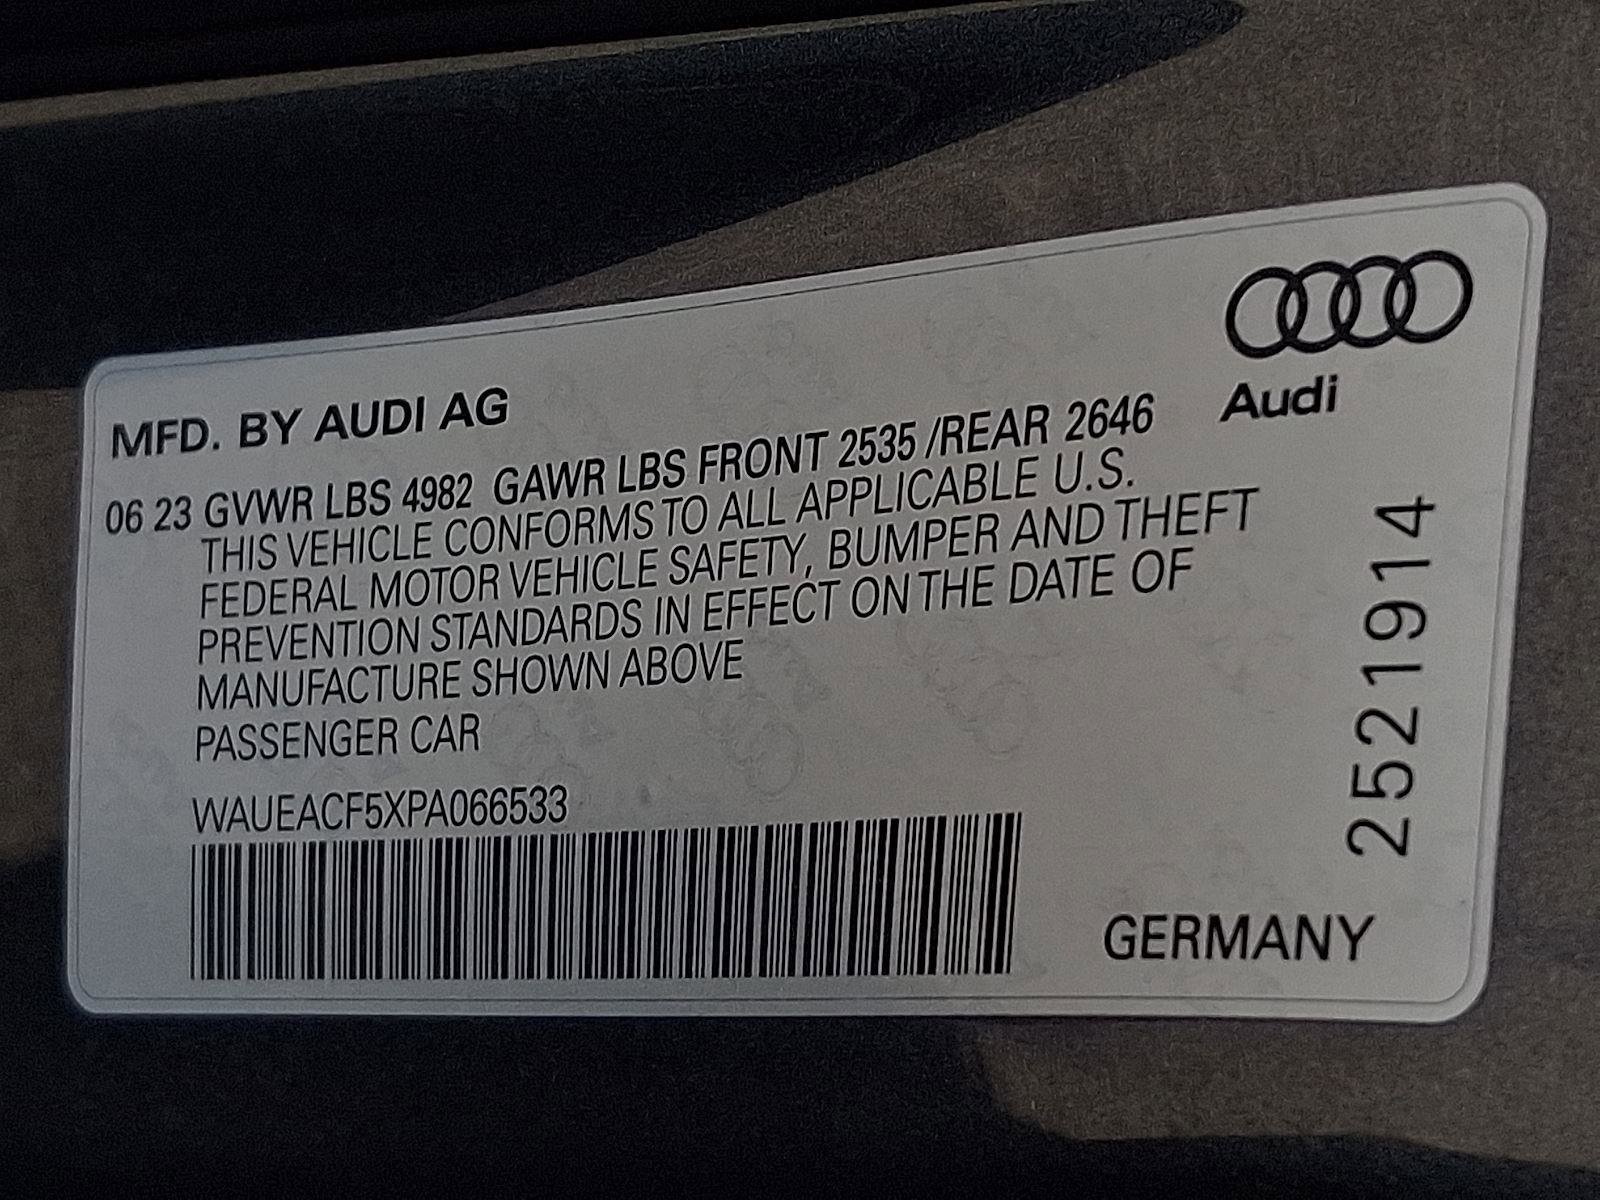 Audi
MFD. BY AUDI AG
06 23 GVWR LBS 4982 GAWR LBS FRONT 2535 /REAR 2646
THIS VEHICLE CONFORMS TO ALL APPLICABLE U.S.
FEDERAL MOTOR VEHICLE SAFETY, BUMPER AND THEFT
PREVENTION STANDARDS IN EFFECT ON THE DATE OF
MANUFACTURE SHOWN ABOVE
PASSENGER CAR
WAUEACF5XPA066533
2521914
GERMANY